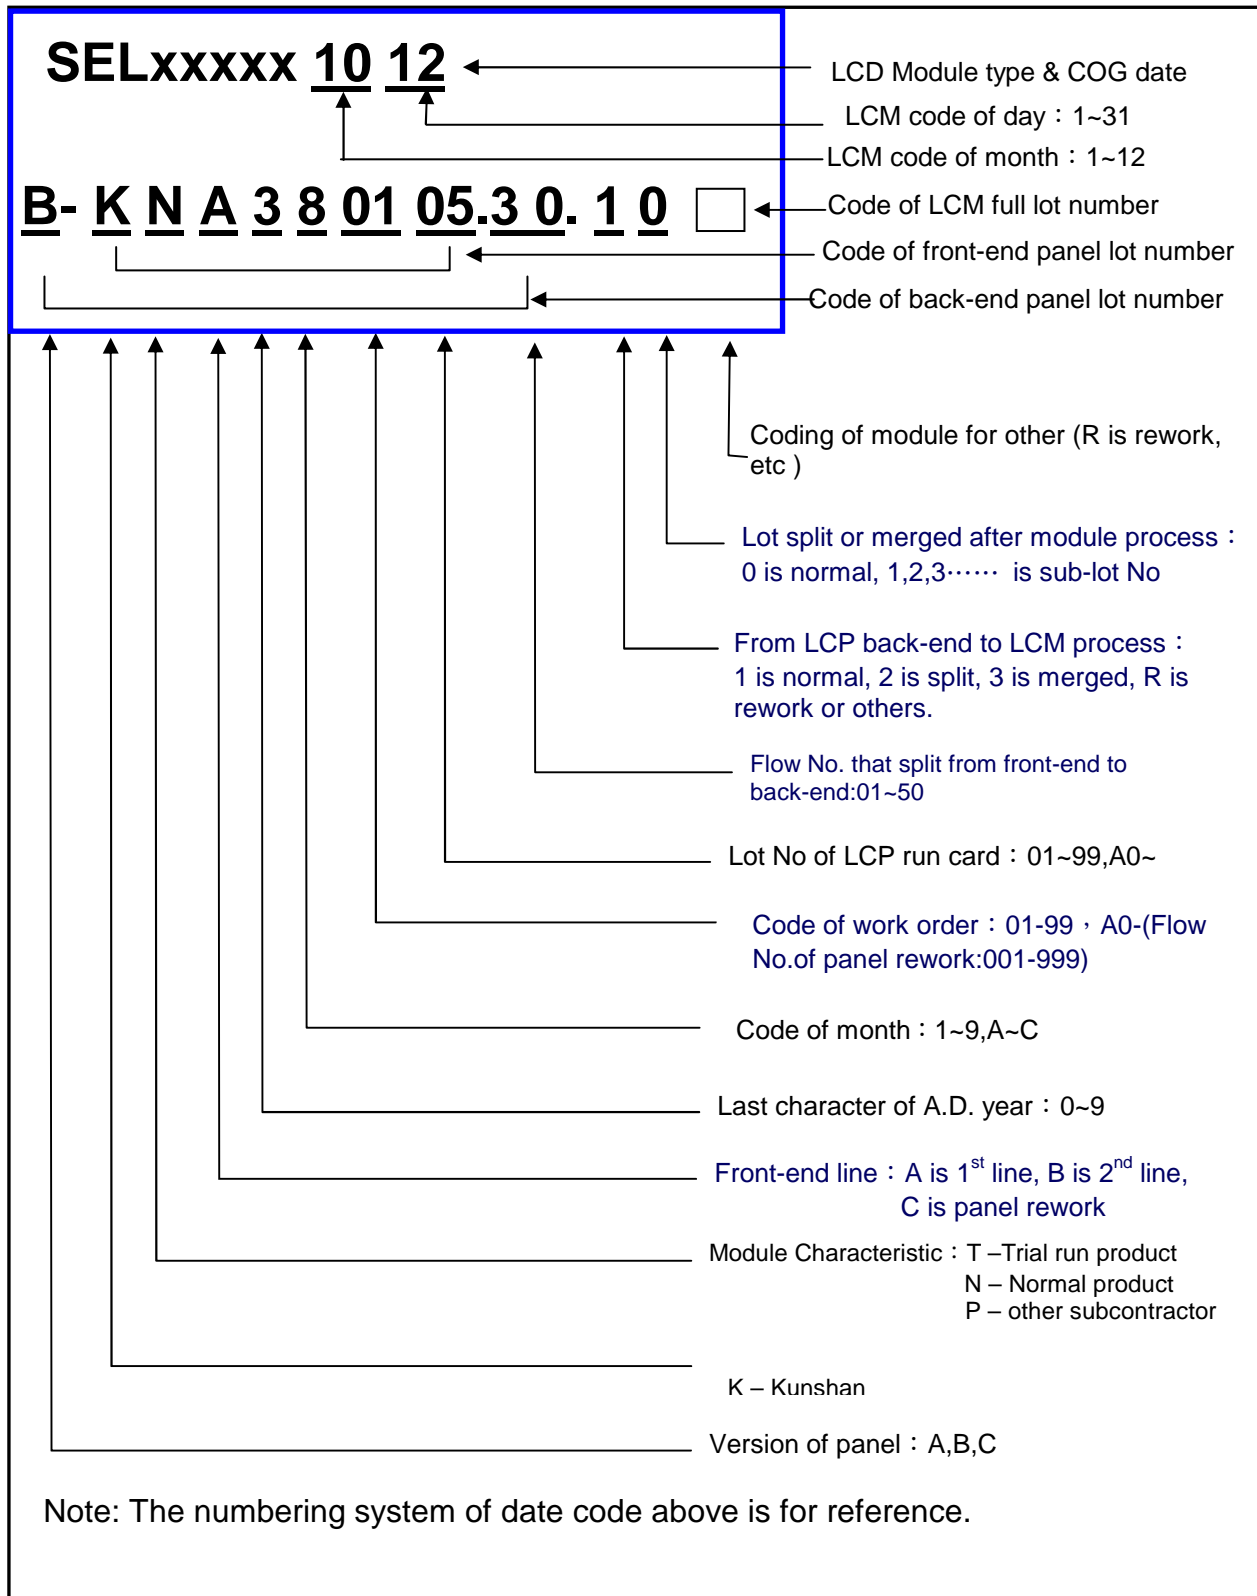 SELxxxxx 10 12
LCD Module type & COG date
LCM code of day：1~31
LCM code of month：1~12
B- K N A 3 8 01 05.3 0. 1 0
Code of LCM full lot number
Code of front-end panel lot number
Code of back-end panel lot number
Coding of module for other (R is rework,
etc )
Lot split or merged after module process：
0 is normal, 1,2,3⋯⋯ is sub-lot No
From LCP back-end to LCM process：
1 is normal, 2 is split, 3 is merged, R is
rework or others.
Flow No. that split from front-end to
back-end:01~50
Lot No of LCP run card：01~99,A0~
Code of work order：01-99，A0-(Flow
No.of panel rework:001-999)
Code of month：1~9,A~C
Last character of A.D. year：0~9
Front-end line：A is 1st line, B is 2nd line,
C is panel rework
Module Characteristic：T –Trial run product
N – Normal product
P – other subcontractor
K – Kunshan
Version of panel：A,B,C
Note: The numbering system of date code above is for reference.